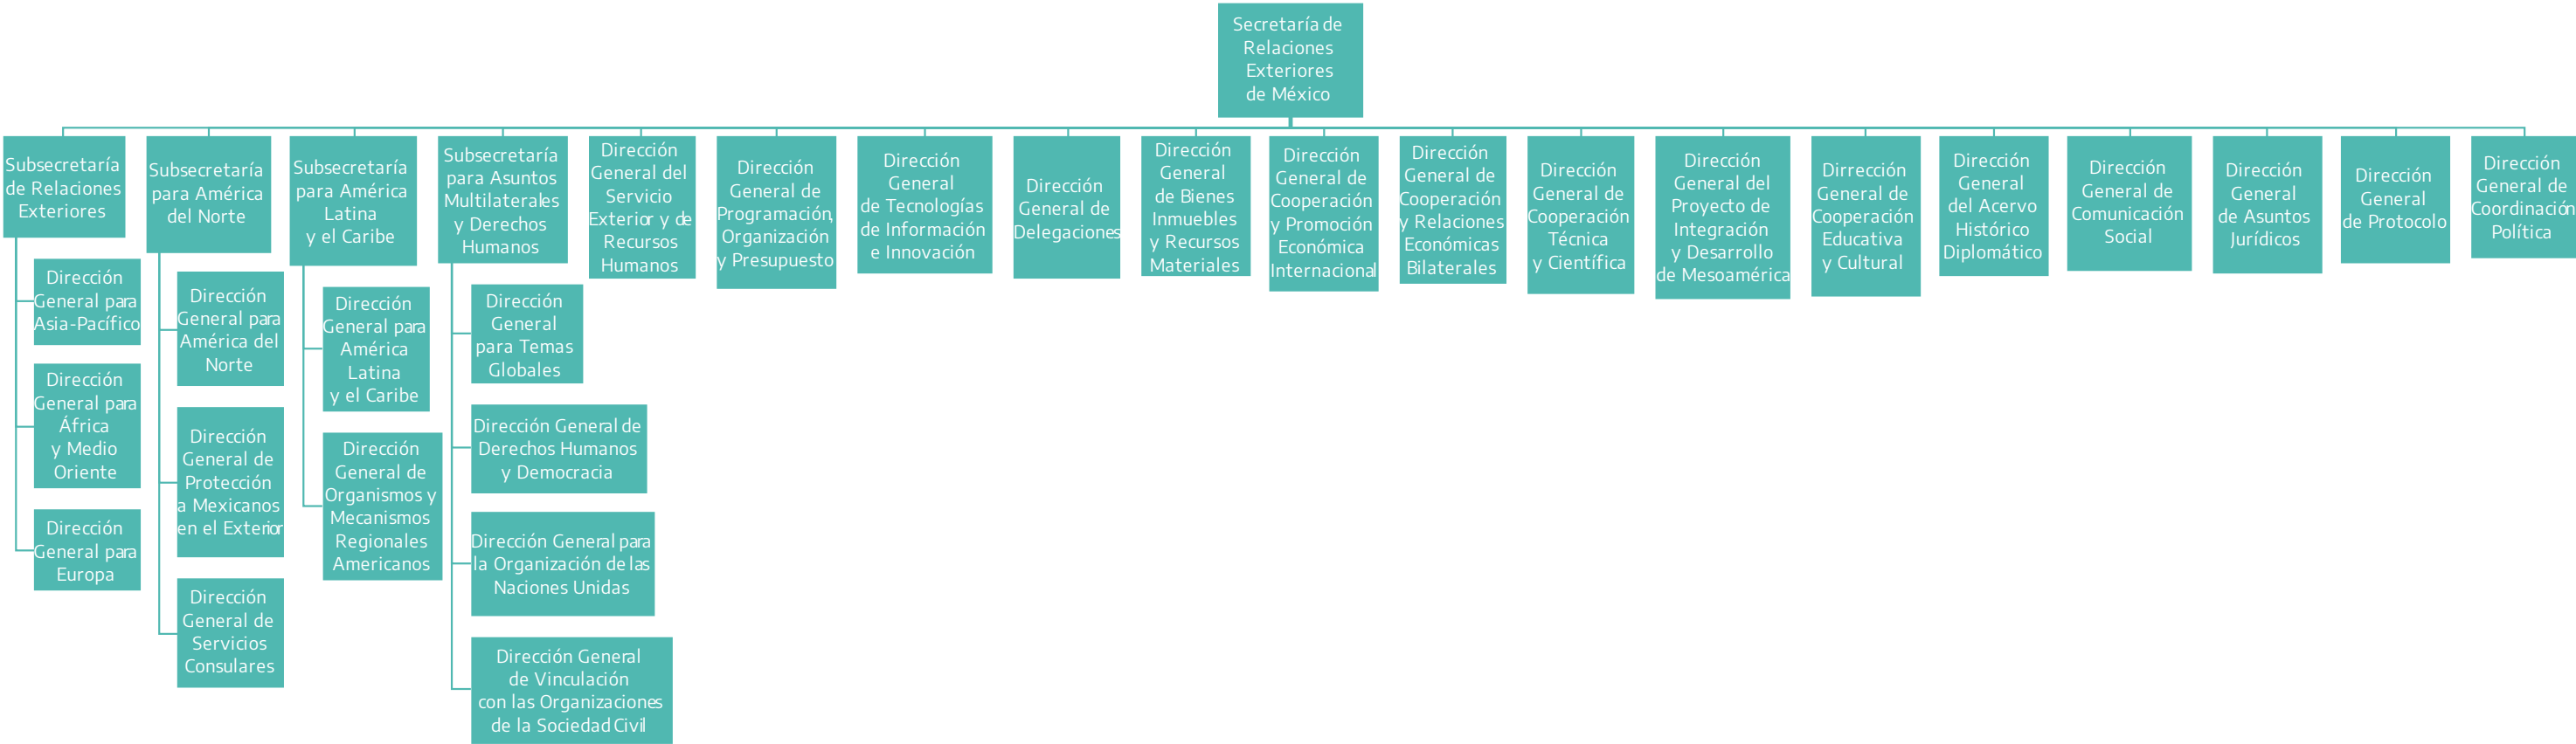 Secretaría de
Relaciones
Exteriores
de México
Subsecretaría
de Relaciones
Exteriores
Subsecretaría
para América
del Norte
Subsecretaría
para América
Latina
y el Caribe
Subsecretaría
para Asuntos
Multilaterales
y Derechos
Humanos
Dirección
General del
Servicio
Exterior y de
Recursos
Humanos
Dirección
General de
Programación,
Organización
y Presupuesto
Dirección
General
de Tecnologías
de Información
e Innovación
Dirección
General de
Delegaciones
Dirección
General
de Bienes
Inmuebles
y Recursos
Materiales
Dirección
General de
Cooperación
y Promoción
Económica
Internacional
Dirección
General de
Cooperación
y Relaciones
Económicas
Bilaterales
Dirección
General de
Cooperación
Técnica
y Científica
Dirección
General del
Proyecto de
Integración
y Desarrollo
de Mesoamérica
Dirrección
General de
Cooperación
Educativa
y Cultural
Dirección
General
del Acervo
Histórico
Diplomático
Dirección
General de
Comunicación
Social
Dirección
General
de Asuntos
Jurídicos
Dirección
General
de Protocolo
Dirección
General de
Coordinación
Política
Dirección
General para
Asia-Pacífico
Dirección
General para
África
y Medio
Oriente
Dirección
General para
Europa
Dirección
General para
América del
Norte
Dirección
General de
Protección
a Mexicanos
en el Exterior
Dirección
General de
Servicios
Consulares
Dirección
General para
América
Latina
y el Caribe
Dirección
General de
Organismos y
Mecanismos
Regionales
Americanos
Dirección
General
para Temas
Globales
Dirección General de
Derechos Humanos
y Democracia
Dirección General para
la Organización de las
Naciones Unidas
Dirección General
de Vinculación
con las Organizaciones
de la Sociedad Civil